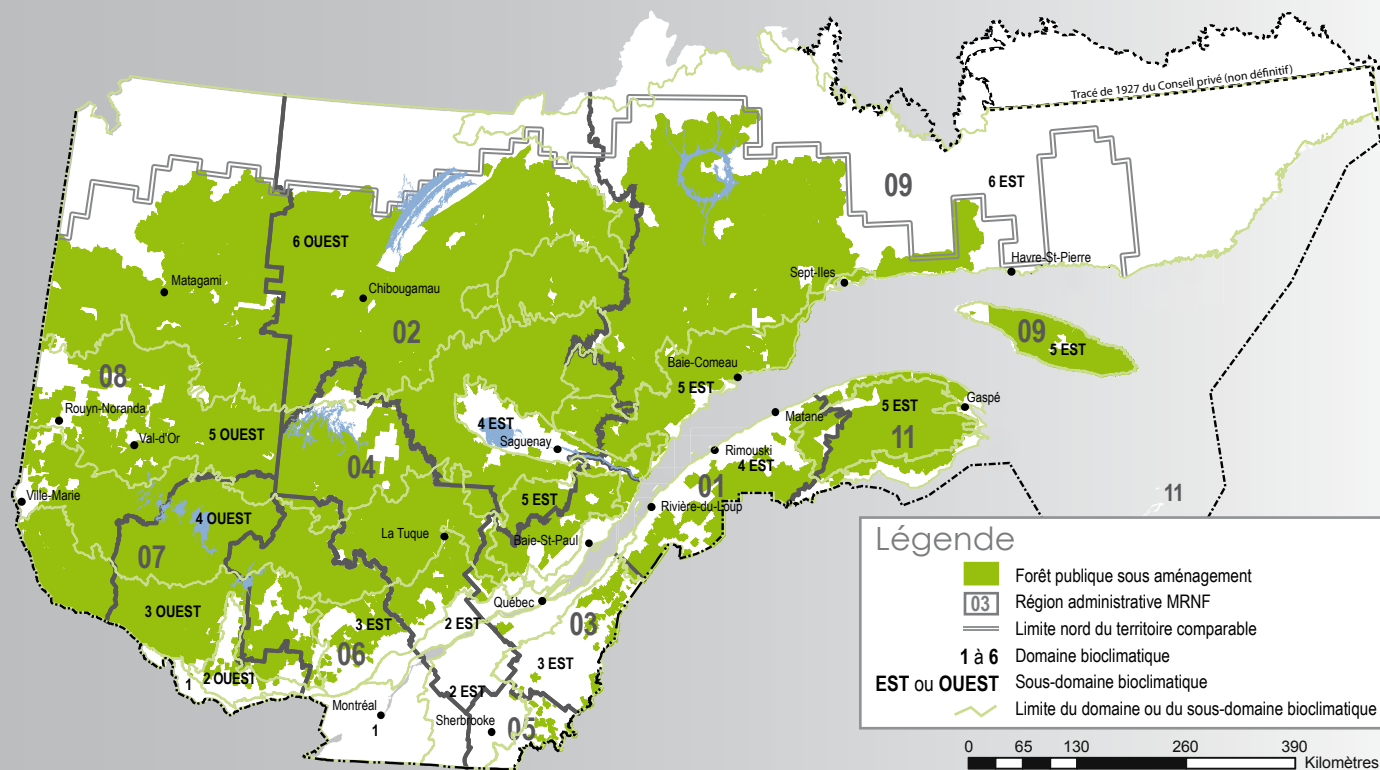 Tracé de 1927 du Conseil privé (non définitif)
09
6 EST
6 OUEST
Havre-St-Pierre
Sept-Iles
Matagami
Chibougamau
02
09
5 EST
08
Baie-Comeau
5 EST
Rouyn-Noranda
Val-d'Or
5 OUEST
4 EST
Saguenay
Matane
5 EST
Gaspé
11
04
Rimouski
4 EST
01
Ville-Marie
4 OUEST
5 EST
Rivière-du-Loup
11
La Tuque
Baie-St-Paul
07
3 OUEST
Québec
3 EST
2 EST
03
06
3 EST
1
2 OUEST
2 EST
Montréal
1
Sherbrooke
05
Légende
Forêt publique sous aménagement
03 Région administrative MRNF
Limite nord du territoire comparable
1 à 6 Domaine bioclimatique
EST ou OUEST Sous-domaine bioclimatique
Limite du domaine ou du sous-domaine bioclimatique
0 65 130 260 390
Kilomètres